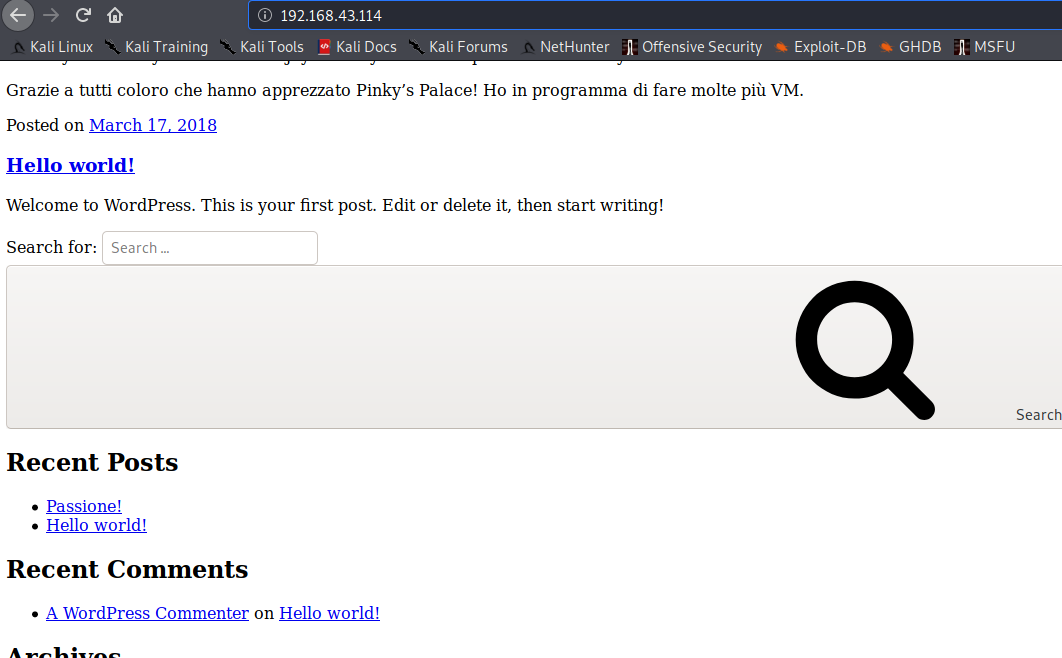 192.168.43.114
Kali Linux Kali Training Kali Tools Kali Docs Kali Forums NetHunter Offensive Security Exploit-DB GHDB MSFU
Grazie a tutti coloro che hanno apprezzato Pinky’s Palace! Ho in programma di fare molte più VM.
Posted on March 17, 2018
Hello world!
Welcome to WordPress. This is your first post. Edit or delete it, then start writing!
Search for: Search …
Search
Recent Posts
Passione!
Hello world!
Recent Comments
A WordPress Commenter on Hello world!
Archives